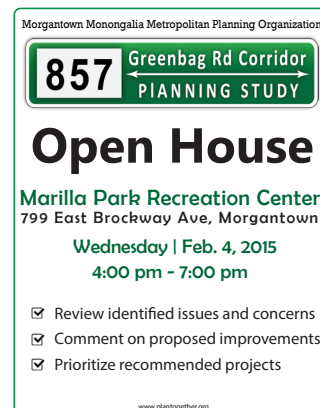 Morgantown Monongalia Metropolitan Planning Organization
857
Greenbag Rd Corridor
PLANNING STUDY
Open House
Marilla Park Recreation Center
799 East Brockway Ave, Morgantown
Wednesday | Feb. 4, 2015
4:00 pm - 7:00 pm
Review identified issues and concerns
Comment on proposed improvements
Prioritize recommended projects
www.plantogether.org